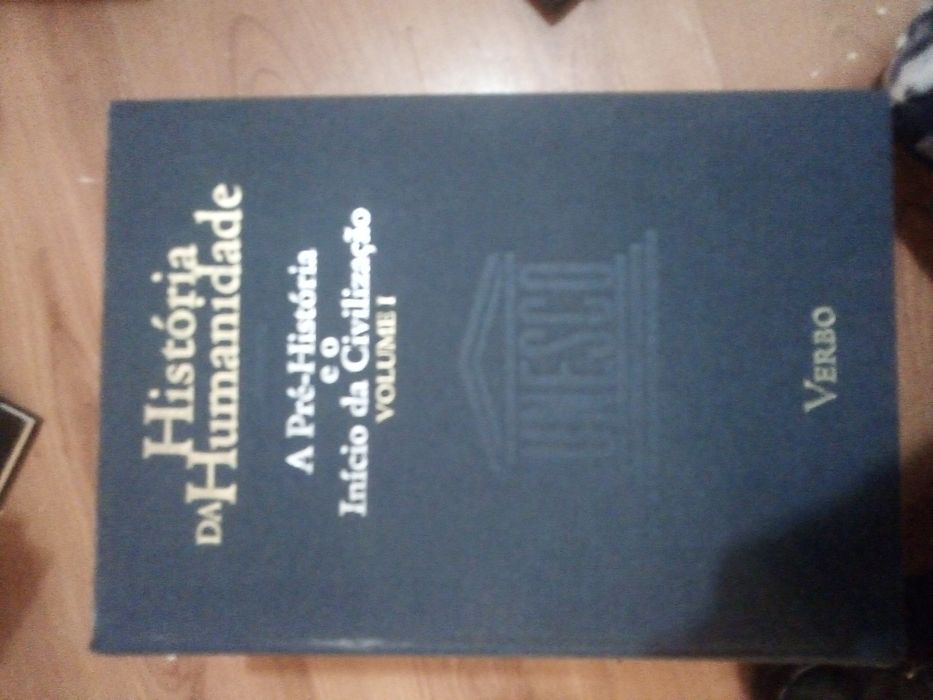 História
DA Humanidade
A Pré-História
e o
Início da Civilização
VOLUME I
UNESCO
VERBO